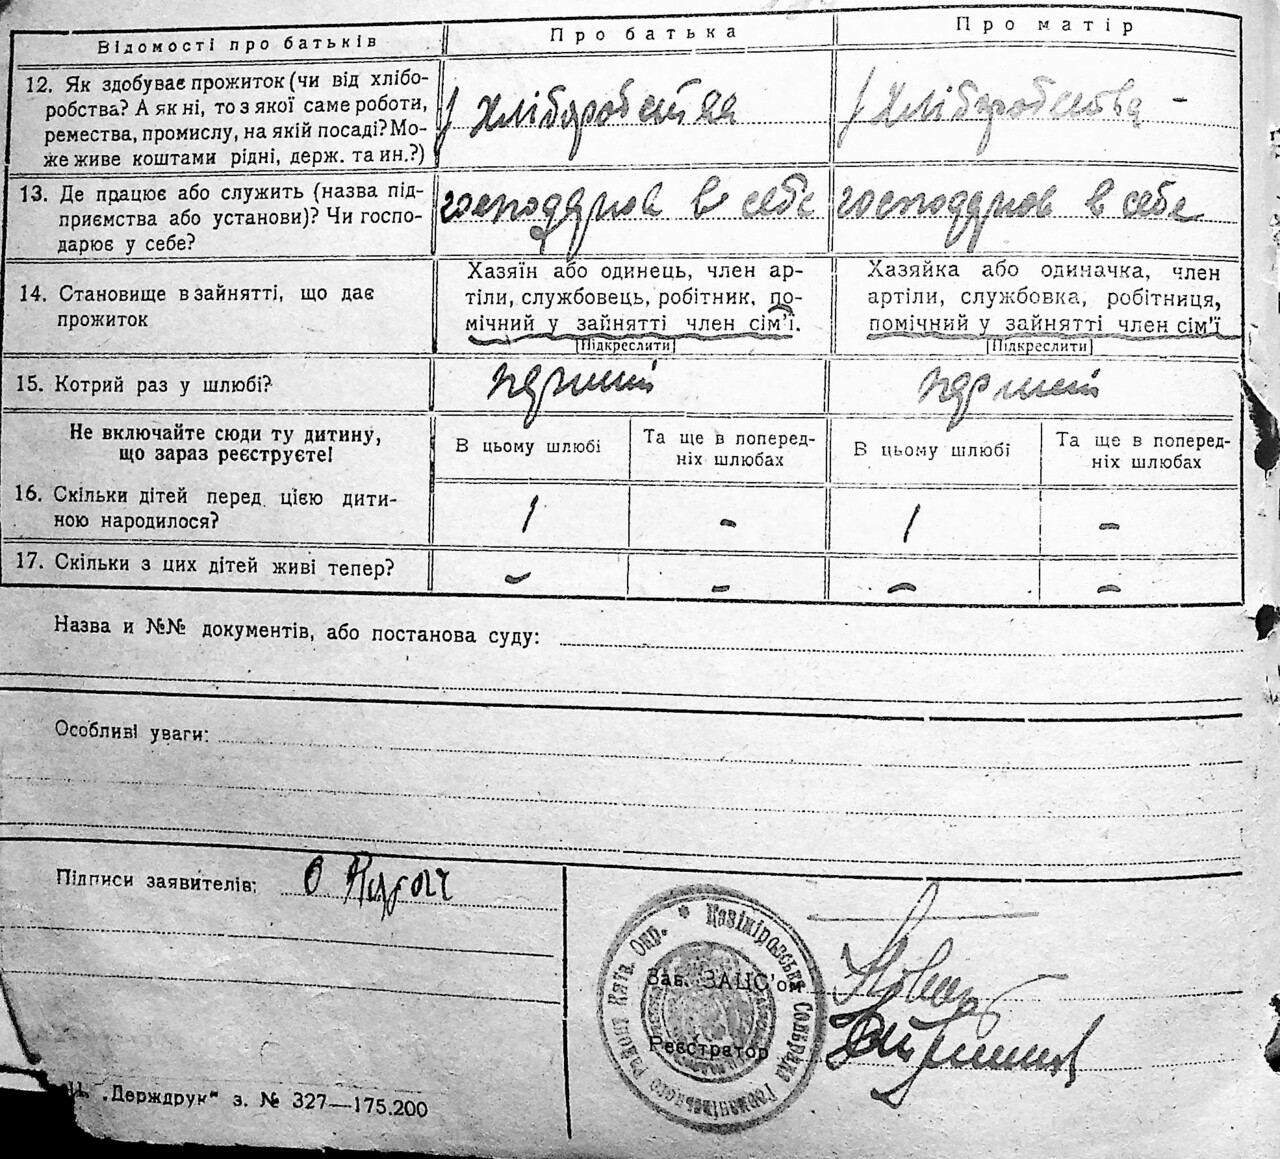 Відомості про батьків
Про батька
Про матір
12. Як здобуває прожиток (чи від хлібо-
робства? А як ні, то з якої саме роботи,
ремества, промислу, на якій посаді? Мо-
же живе коштами рідні, держ. та ин.?)
хліборобства
хліборобства -
13. Де працює або служить (назва під-
приємства або установи)? Чи госпо-
дарює у себе?
господарюв в себе
господарюв в себе
14. Становище в зайнятті, що дає
прожиток
Хазяїн або одинець, член ар-
тіли, службовець, робітник, по-
мічний у зайнятті член сім'ї.
[Підкреслити]
Хазяйка або одиначка, член
артіли, службовка, робітниця,
помічний у зайнятті член сім'ї
[Підкреслити]
15. Котрий раз у шлюбі?
перший
перший
Не включайте сюди ту дитину,
що зараз реєструєте!
В цьому шлюбі
Та ще в поперед-
ніх шлюбах
В цьому шлюбі
Та ще в поперед-
ніх шлюбах
16. Скільки дітей перед цією дити-
ною народилося?
1
-
1
-
17. Скільки з цих дітей живі тепер?
-
-
-
-
Назва и №№ документів, або постанова суду:
Особливі уваги:
Підписи заявителів:
Зав. ЗАЦС'ом
Реєстратор
„Держдрук" з. № 327—175.200